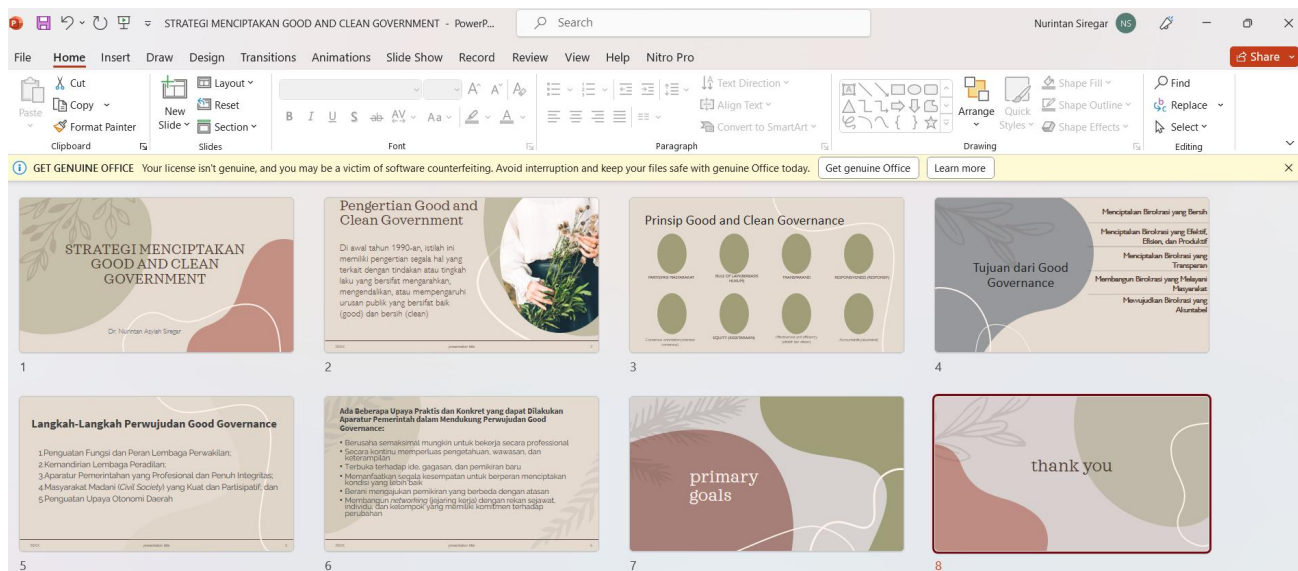 STRATEGI MENCIPTAKAN GOOD AND CLEAN GOVERNMENT - PowerP...
Search
Nurintan Siregar
NS
File Home Insert Draw Design Transitions Animations Slide Show Record Review View Help Nitro Pro
Share
Paste
Cut
Copy
Format Painter
Clipboard
New Slide
Layout
Reset
Section
Slides
B I U S ab AV Aa A
Font
Text Direction
Align Text
Convert to SmartArt
Paragraph
Arrange
Quick Styles
Shape Fill
Shape Outline
Shape Effects
Drawing
Find
Replace
Select
Editing
GET GENUINE OFFICE Your license isn't genuine, and you may be a victim of software counterfeiting. Avoid interruption and keep your files safe with genuine Office today.
Get genuine Office
Learn more
STRATEGI MENCIPTAKAN
GOOD AND CLEAN
GOVERNMENT
Dr. Nurintan Asyiah Siregar
1
Pengertian Good and
Clean Government
Di awal tahun 1990-an, istilah ini
memiliki pengertian segala hal yang
terkait dengan tindakan atau tingkah
laku yang bersifat mengarahkan,
mengendalikan, atau mempengaruhi
urusan publik yang bersifat baik
(good) dan bersih (clean)
presentation title
2
Prinsip Good and Clean Governance
PARTISIPASI MASYARAKAT
TRANSPARANSI
3
Tujuan dari Good
Governance
Menciptakan Birokrasi yang Bersih
Menciptakan Birokrasi yang Efektif,
Efisien, dan Produktif
Menciptakan Birokrasi yang
Transparan
Membangun Birokrasi yang Melayani
Masyarakat
Mewujudkan Birokrasi yang
Akuntabel
4
Langkah-Langkah Perwujudan Good Governance
1.Penguatan Fungsi dan Peran Lembaga Perwakilan;
2.Kemandirian Lembaga Peradilan;
3.Aparatur Pemerintahan yang Profesional dan Penuh Integritas;
4.Masyarakat Madani (Civil Society) yang Kuat dan Partisipatif; dan
5.Penguatan Upaya Otonomi Daerah
presentation title
5
Ada Beberapa Upaya Praktis dan Konkret yang dapat Dilakukan
Aparatur Pemerintah dalam Mendukung Perwujudan Good
Governance:
• Berusaha semaksimal mungkin untuk bekerja secara professional
• Secara kontinu memperluas pengetahuan, wawasan, dan
keterampilan
• Terbuka terhadap ide, gagasan, dan pemikiran baru
• Memanfaatkan segala kesempatan untuk berperan menciptakan
kondisi yang lebih baik
• Berani mengajukan pemikiran yang berbeda dengan atasan
• Membangun networking (jejaring kerja) dengan rekan sejawat,
individu, dan kelompok yang memiliki komitmen terhadap
perubahan
presentation title
6
primary
goals
7
thank you
8